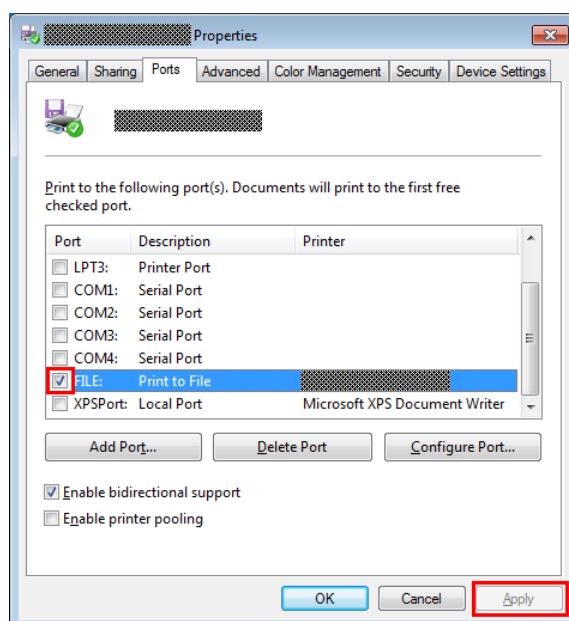 Properties
General Sharing Ports Advanced Color Management Security Device Settings
Print to the following port(s). Documents will print to the first free
checked port.
Port Description Printer
LPT3: Printer Port
COM1: Serial Port
COM2: Serial Port
COM3: Serial Port
COM4: Serial Port
FILE: Print to File
XPSPort: Local Port Microsoft XPS Document Writer
Add Port... Delete Port Configure Port...
Enable bidirectional support
Enable printer pooling
OK Cancel Apply